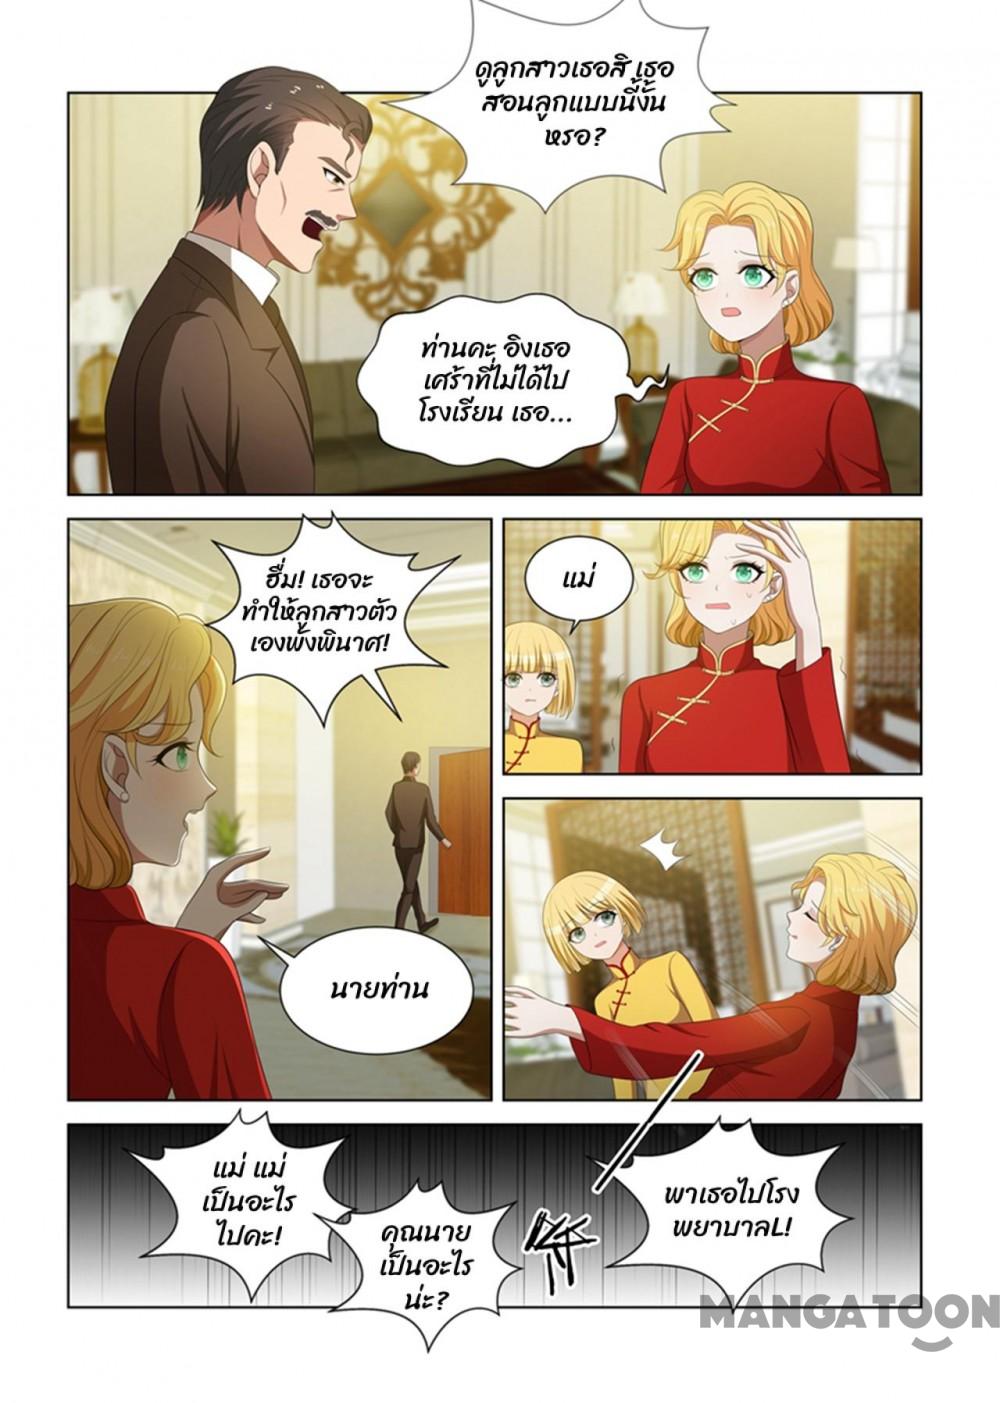 ดูลูกสาวเธอสิ เธอ
สอนลูกแบบนี้งั้น
หรอ?
ท่านคะ อิงเธอ
เศร้าที่ไม่ได้ไป
โรงเรียน เธอ...
ฮึ่ม! เธอจะ
ทำให้ลูกสาวตัว
เองพังพินาศ!
นายท่าน
แม่
แม่ แม่
เป็นอะไร
ไปคะ!
คุณนาย
เป็นอะไร
น่ะ?
พาเธอไปโรง
พยาบาลL!
MANGATOON